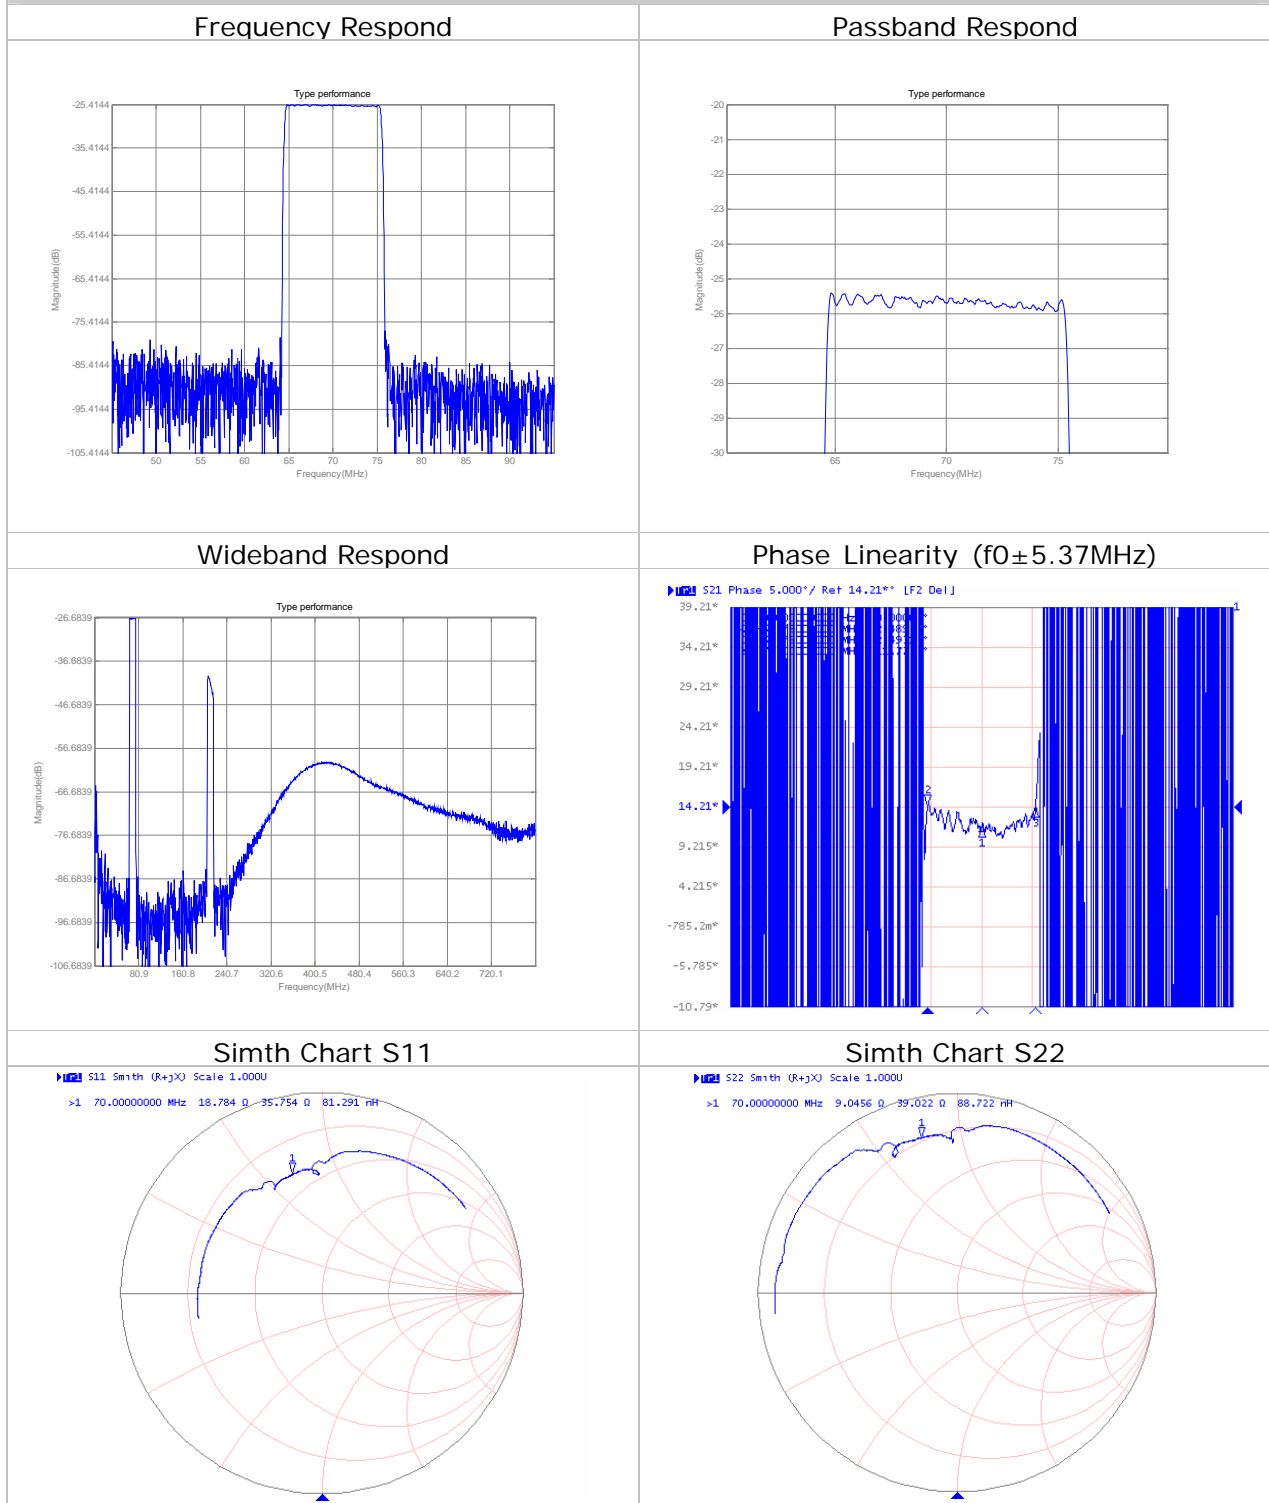 Frequency Respond
Passband Respond
Type performance
-25.4144
-35.4144
-45.4144
-55.4144
-65.4144
-75.4144
-85.4144
-95.4144
-105.4144
Magnitude(dB)
50 55 60 65 70 75 80 85 90
Frequency(MHz)
Type performance
-20
-21
-22
-23
-24
-25
-26
-27
-28
-29
-30
Magnitude(dB)
65 70 75
Frequency(MHz)
Wideband Respond
Phase Linearity (f0±5.37MHz)
Type performance
-26.6839
-36.6839
-46.6839
-56.6839
-66.6839
-76.6839
-86.6839
-96.6839
-106.6839
Magnitude(dB)
80.9 160.8 240.7 320.6 400.5 480.4 560.3 640.2 720.1
Frequency(MHz)
Tr1 S21 Phase 5.000°/ Ref 14.21° [F2 Del]
39.21°
34.21°
29.21°
24.21°
19.21°
14.21°
9.215°
4.215°
-785.2m°
-5.785°
-10.79°
1
2
1
3
Simth Chart S11
Simth Chart S22
Tr1 S11 Smith (R+jX) Scale 1.000U
>1 70.00000000 MHz 18.784 Ω 35.754 Ω 81.291 nH
1
Tr1 S22 Smith (R+jX) Scale 1.000U
>1 70.00000000 MHz 9.0456 Ω 39.022 Ω 88.722 nH
1